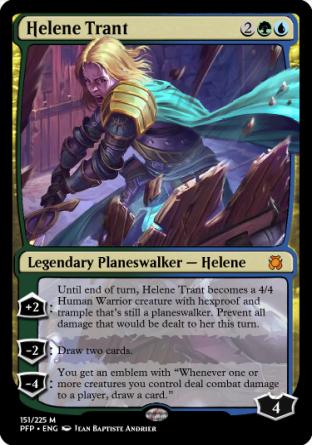 Helene Trant 2
Legendary Planeswalker — Helene
+2: Until end of turn, Helene Trant becomes a 4/4
Human Warrior creature with hexproof and
trample that's still a planeswalker. Prevent all
damage that would be dealt to her this turn.
-2: Draw two cards.
-4: You get an emblem with "Whenever one or
more creatures you control deal combat damage
to a player, draw a card."
4
151/225 M
PFP • ENG Jean Baptiste Andrier